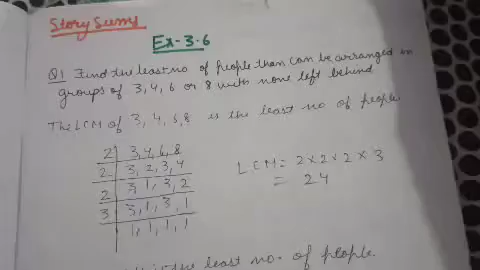 Story Sums
Ex-3.6
Q1 Find the least no of people than can be arranged in
groups of 3, 4, 6 or 8 with none left behind
The LCM of 3, 4, 6, 8 is the least no of people
2 3, 4, 6, 8
2 3, 2, 3, 4
2 3, 1, 3, 2
3 3, 1, 3, 1
1, 1, 1, 1
LCM = 2 × 2 × 2 × 3
= 24
is the least no. of people.